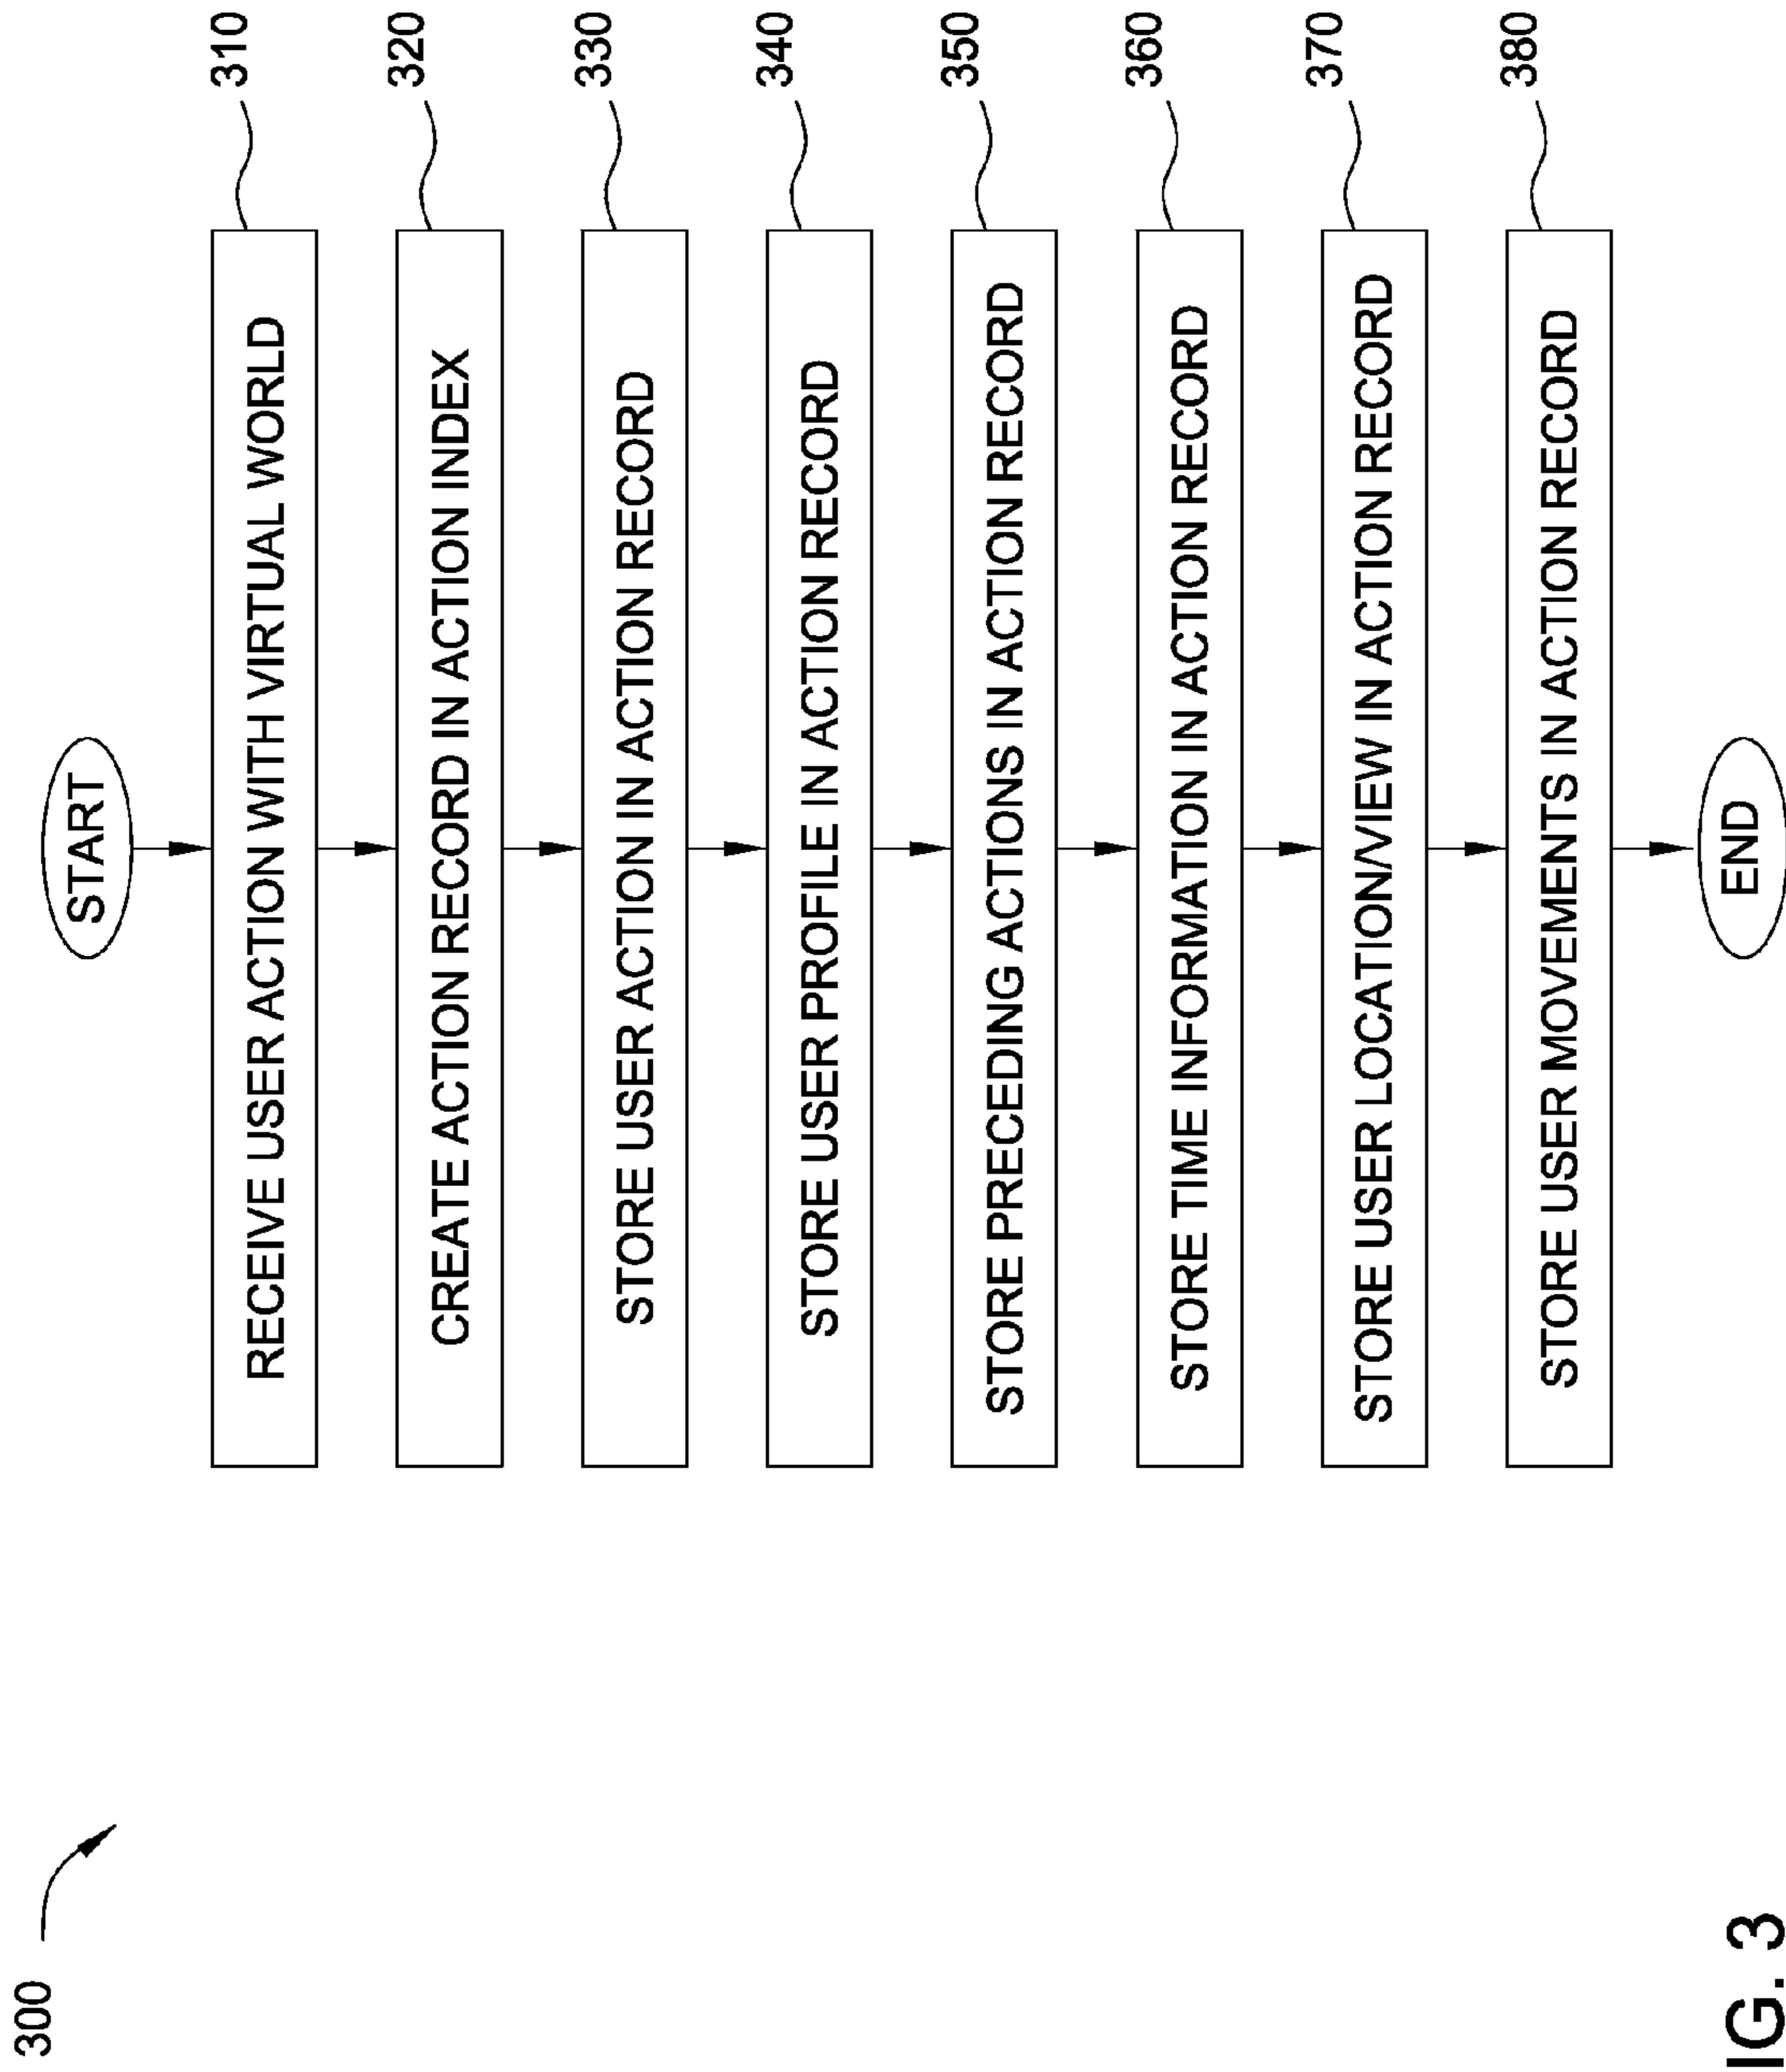 300
START
RECEIVE USER ACTION WITH VIRTUAL WORLD
310
CREATE ACTION RECORD IN ACTION INDEX
320
STORE USER ACTION IN ACTION RECORD
330
STORE USER PROFILE IN ACTION RECORD
340
STORE PRECEDING ACTIONS IN ACTION RECORD
350
STORE TIME INFORMATION IN ACTION RECORD
360
STORE USER LOCATION/VIEW IN ACTION RECORD
370
STORE USER MOVEMENTS IN ACTION RECORD
380
END
IG. 3